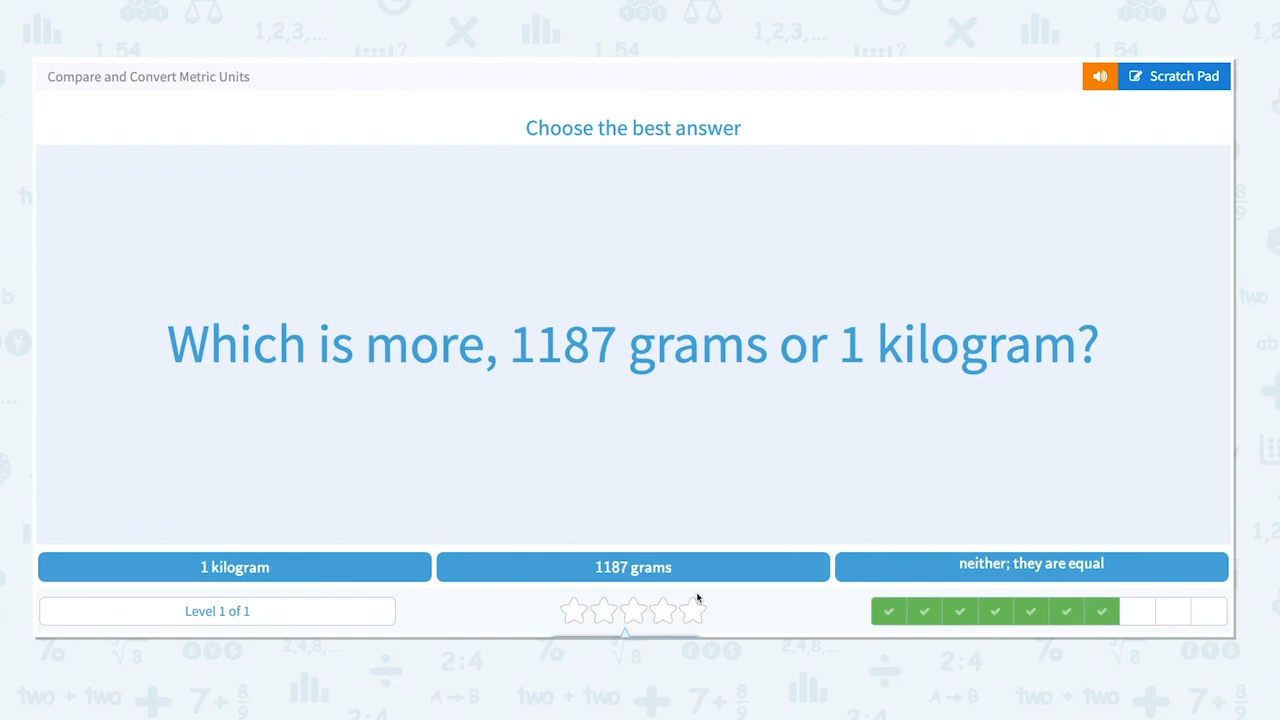 Compare and Convert Metric Units
Scratch Pad
Choose the best answer
Which is more, 1187 grams or 1 kilogram?
1 kilogram
1187 grams
neither; they are equal
Level 1 of 1